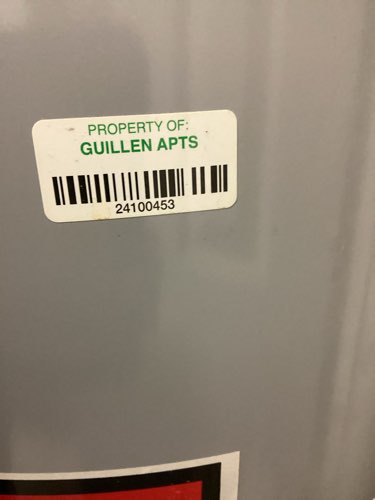 PROPERTY OF:
GUILLEN APTS
24100453